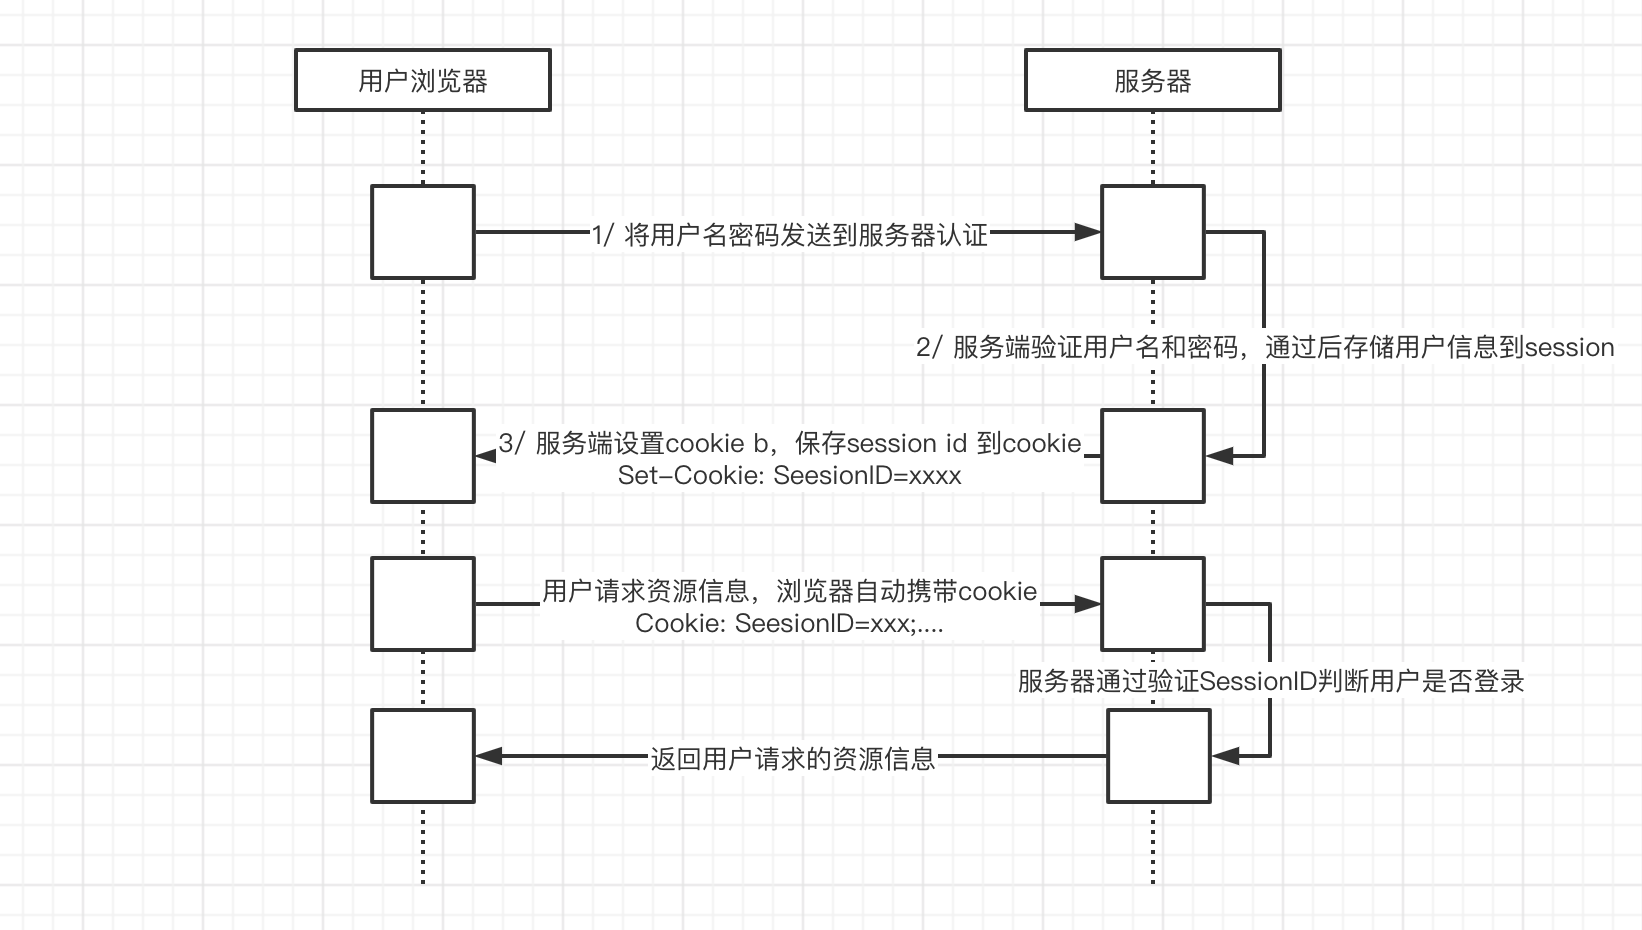 用户浏览器
服务器
1/ 将用户名密码发送到服务器认证
2/ 服务端验证用户名和密码，通过后存储用户信息到session
3/ 服务端设置cookie b，保存session id 到cookie
Set-Cookie: SeesionID=xxxx
用户请求资源信息，浏览器自动携带cookie
Cookie: SeesionID=xxx;....
服务器通过验证SessionID判断用户是否登录
返回用户请求的资源信息